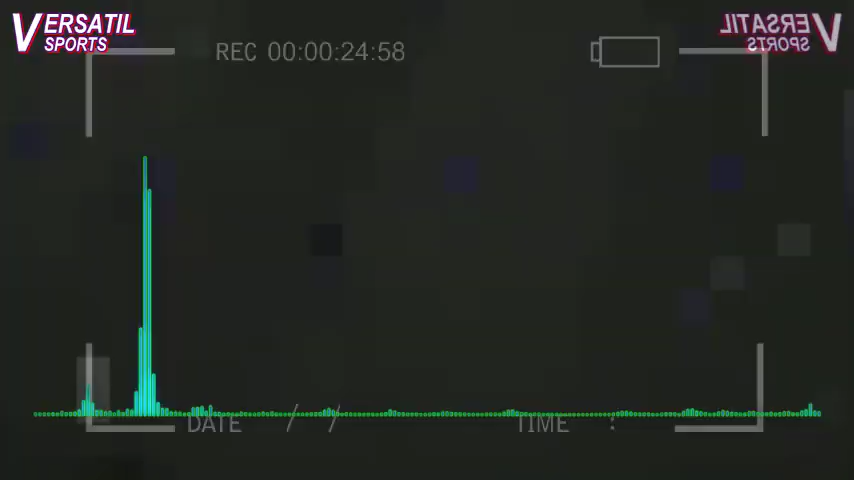 VERSATIL
SPORTS
REC 00:00:24:58
VERSATIL
SPORTS
DATE / /
TIME :